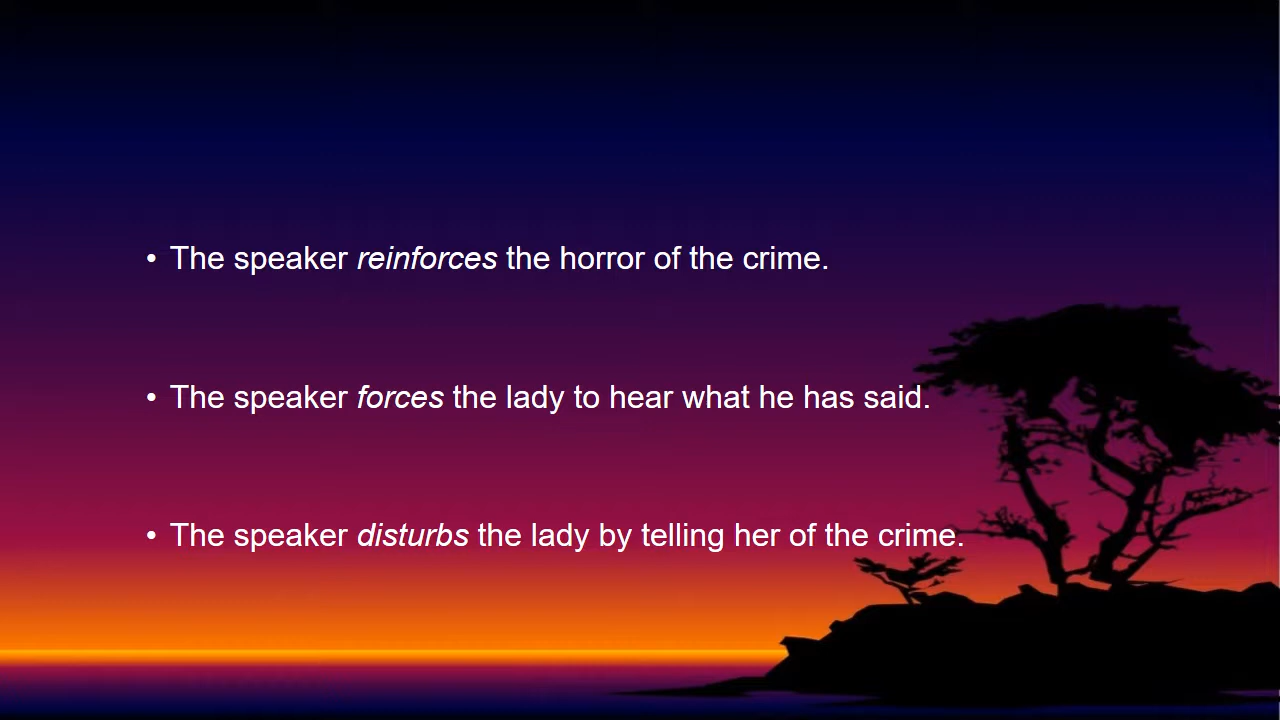 • The speaker reinforces the horror of the crime.
• The speaker forces the lady to hear what he has said.
• The speaker disturbs the lady by telling her of the crime.